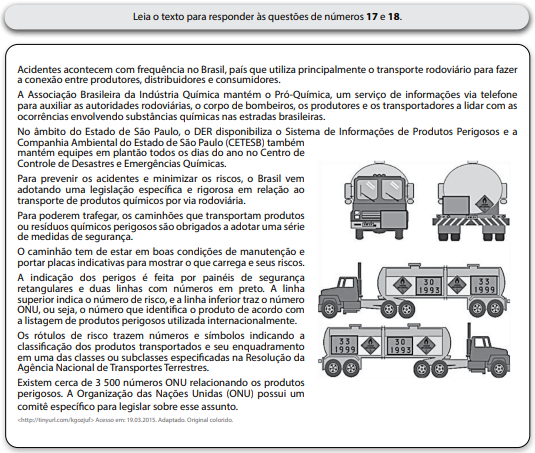 Leia o texto para responder às questões de números 17 e 18.
Acidentes acontecem com frequência no Brasil, país que utiliza principalmente o transporte rodoviário para fazer
a conexão entre produtores, distribuidores e consumidores.
A Associação Brasileira da Indústria Química mantém o Pró-Química, um serviço de informações via telefone
para auxiliar as autoridades rodoviárias, o corpo de bombeiros, os produtores e os transportadores a lidar com as
ocorrências envolvendo substâncias químicas nas estradas brasileiras.
No âmbito do Estado de São Paulo, o DER disponibiliza o Sistema de Informações de Produtos Perigosos e a
Companhia Ambiental do Estado de São Paulo (CETESB) também
mantém equipes em plantão todos os dias do ano no Centro de
Controle de Desastres e Emergências Químicas.
Para prevenir os acidentes e minimizar os riscos, o Brasil vem
adotando uma legislação específica e rigorosa em relação ao
transporte de produtos químicos por via rodoviária.
Para poderem trafegar, os caminhões que transportam produtos
ou resíduos químicos perigosos são obrigados a adotar uma série
de medidas de segurança.
O caminhão tem de estar em boas condições de manutenção e
portar placas indicativas para mostrar o que carrega e seus riscos.
A indicação dos perigos é feita por painéis de segurança
retangulares e duas linhas com números em preto. A linha
superior indica o número de risco, e a linha inferior traz o número
ONU, ou seja, o número que identifica o produto de acordo com
a listagem de produtos perigosos utilizada internacionalmente.
Os rótulos de risco trazem números e símbolos indicando a
classificação dos produtos transportados e seu enquadramento
em uma das classes ou subclasses especificadas na Resolução da
Agência Nacional de Transportes Terrestres.
Existem cerca de 3 500 números ONU relacionando os produtos
perigosos. A Organização das Nações Unidas (ONU) possui um
comitê específico para legislar sobre esse assunto.
<http://tinyurl.com/kgozjuf> Acesso em: 19.03.2015. Adaptado. Original colorido.
30
1993
33
1999
33
1999
30
1993